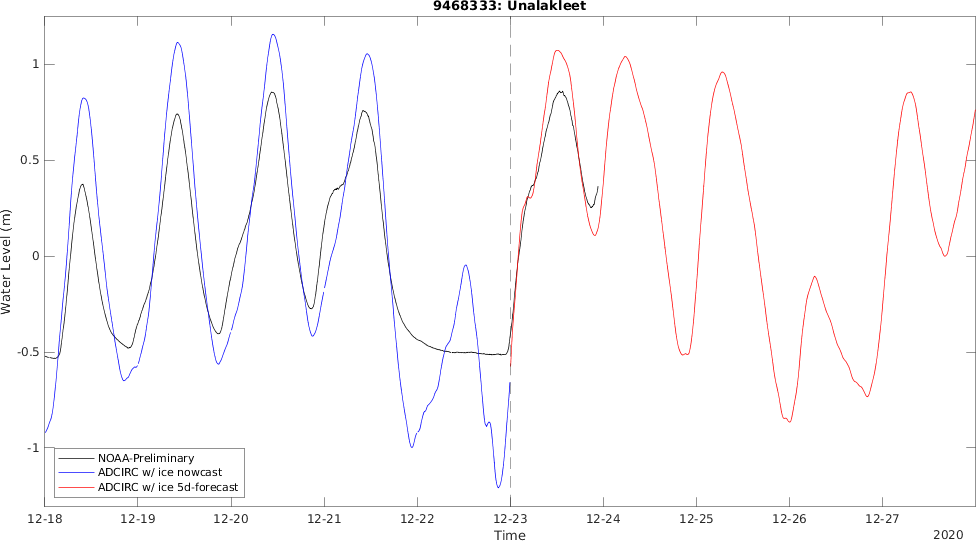 9468333: Unalakleet
Water Level (m)
1
0.5
0
-0.5
-1
NOAA-Preliminary
ADCIRC w/ ice nowcast
ADCIRC w/ ice 5d-forecast
12-18 12-19 12-20 12-21 12-22 12-23 12-24 12-25 12-26 12-27
Time
2020